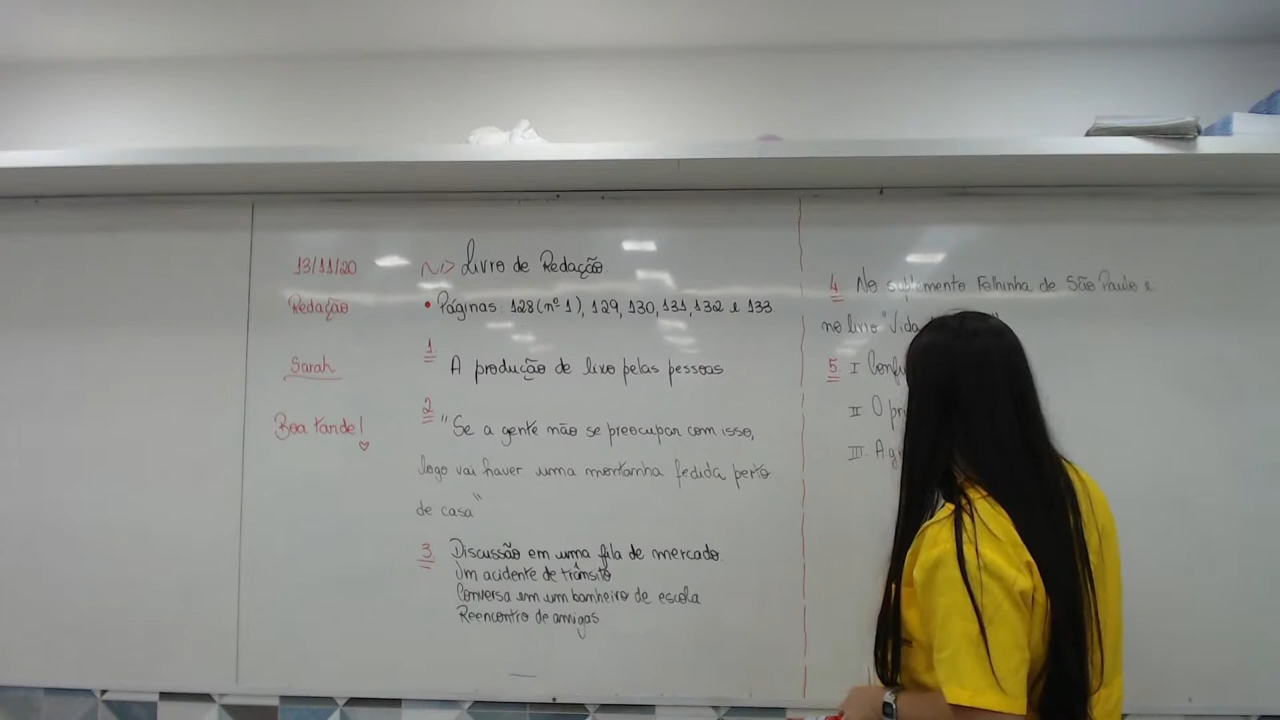 13/11/20
Redação
Sarah
Boa tarde!
Livro de Redação
• Páginas 128 (nº 1), 129, 130, 131, 132 e 133
1.
A produção de lixo pelas pessoas
2
"Se a gente não se preocupar com isso,
logo vai haver uma montanha fedida perto
de casa"
3. Discussão em uma fila de mercado
Um acidente de trânsito
Conversa em um banheiro de escola
Reencontro de amigas
4. No suplemento Folhinha de São Paulo e
no livro "Vida
5. I
II O
III.